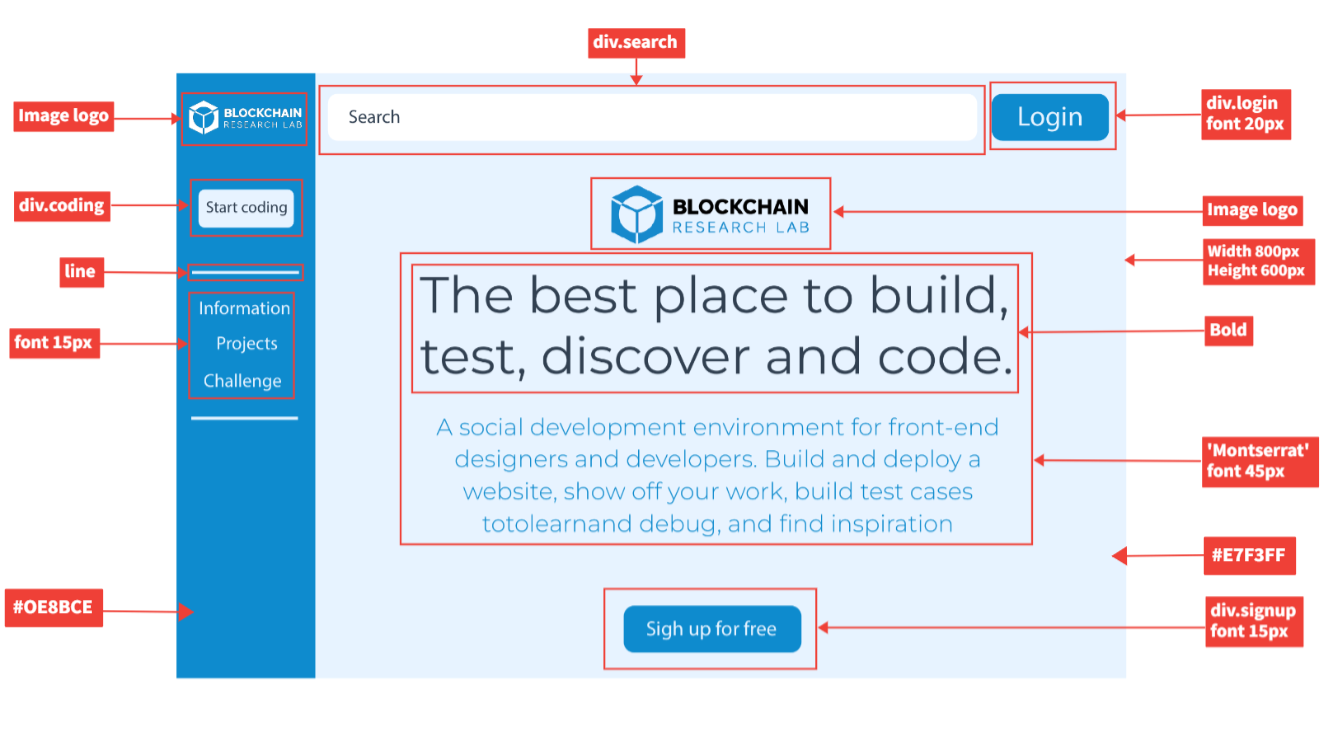 div.search
Image logo
BLOCKCHAIN
RESEARCH LAB
Search
Login
div.login
font 20px
div.coding
Start coding
BLOCKCHAIN
RESEARCH LAB
Image logo
line
Width 800px
Height 600px
The best place to build,
test, discover and code.
Bold
font 15px
Information
Projects
Challenge
A social development environment for front-end
designers and developers. Build and deploy a
website, show off your work, build test cases
totolearnand debug, and find inspiration
'Montserrat'
font 45px
#E7F3FF
#OE8BCE
Sigh up for free
div.signup
font 15px